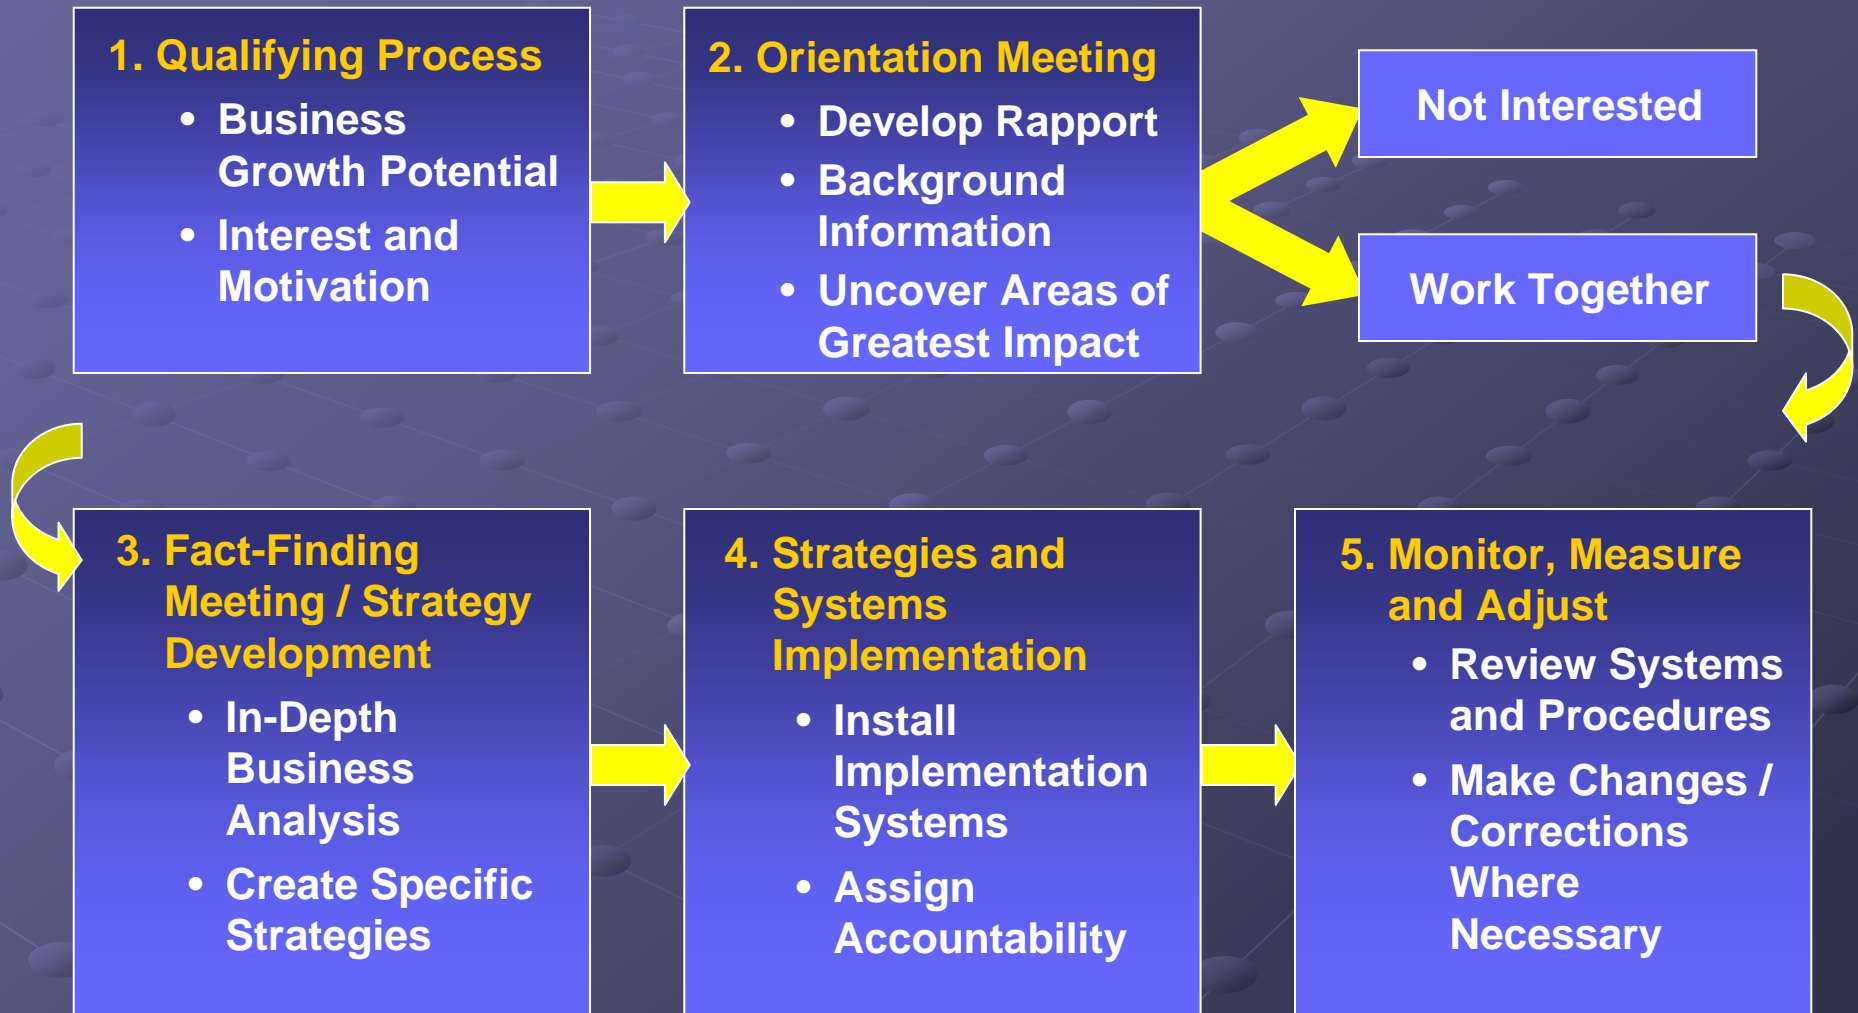 1. Qualifying Process
• Business
Growth Potential
• Interest and
Motivation
2. Orientation Meeting
• Develop Rapport
• Background
Information
• Uncover Areas of
Greatest Impact
Not Interested
Work Together
3. Fact-Finding
Meeting / Strategy
Development
• In-Depth
Business
Analysis
• Create Specific
Strategies
4. Strategies and
Systems
Implementation
• Install
Implementation
Systems
• Assign
Accountability
5. Monitor, Measure
and Adjust
• Review Systems
and Procedures
• Make Changes /
Corrections
Where
Necessary